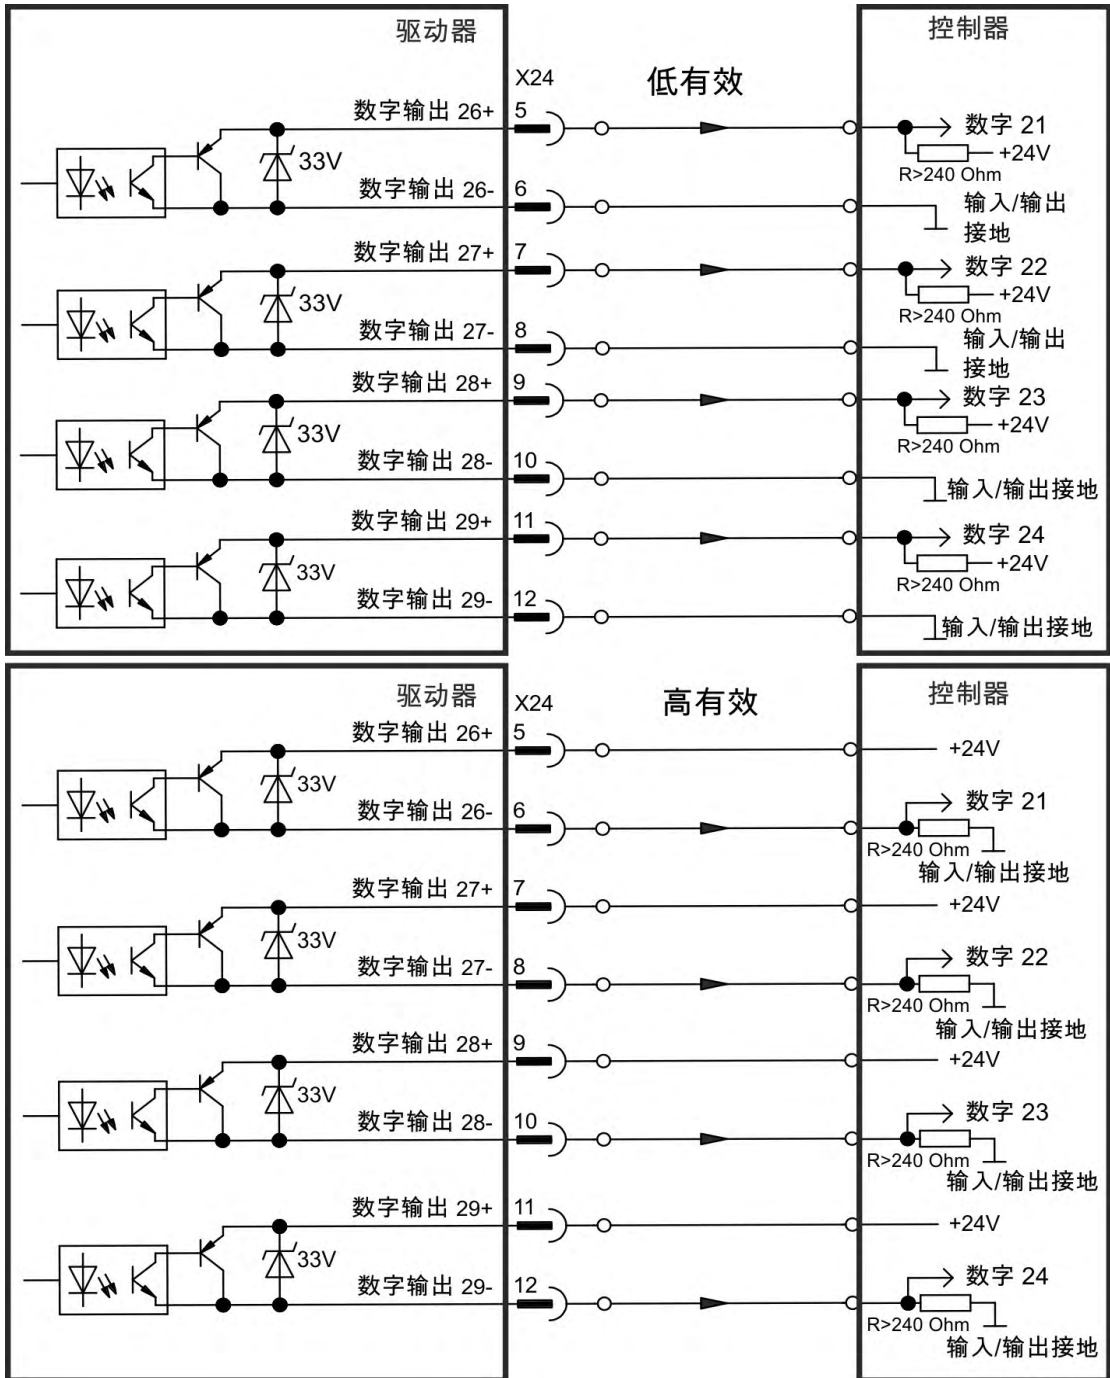 驱动器
控制器
X24
低有效
数字输出 26+
5
数字 21
33V
+24V
R>240 Ohm
数字输出 26-
6
输入/输出
接地
数字输出 27+
7
数字 22
33V
+24V
R>240 Ohm
数字输出 27-
8
输入/输出
接地
数字输出 28+
9
数字 23
33V
+24V
R>240 Ohm
数字输出 28-
10
输入/输出接地
数字输出 29+
11
数字 24
33V
+24V
R>240 Ohm
数字输出 29-
12
输入/输出接地
驱动器
控制器
X24
高有效
数字输出 26+
5
+24V
33V
数字输出 26-
6
数字 21
R>240 Ohm
输入/输出接地
数字输出 27+
7
+24V
33V
数字输出 27-
8
数字 22
R>240 Ohm
输入/输出接地
数字输出 28+
9
+24V
33V
数字输出 28-
10
数字 23
R>240 Ohm
输入/输出接地
数字输出 29+
11
+24V
33V
数字输出 29-
12
数字 24
R>240 Ohm
输入/输出接地